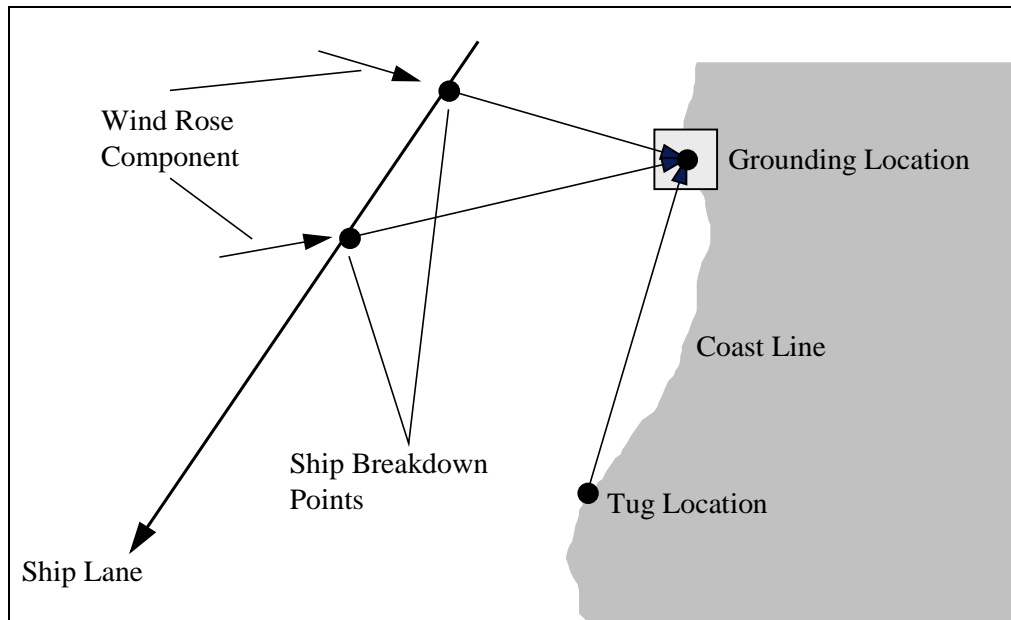 Wind Rose
Component
Grounding Location
Coast Line
Ship Breakdown
Points
Tug Location
Ship Lane